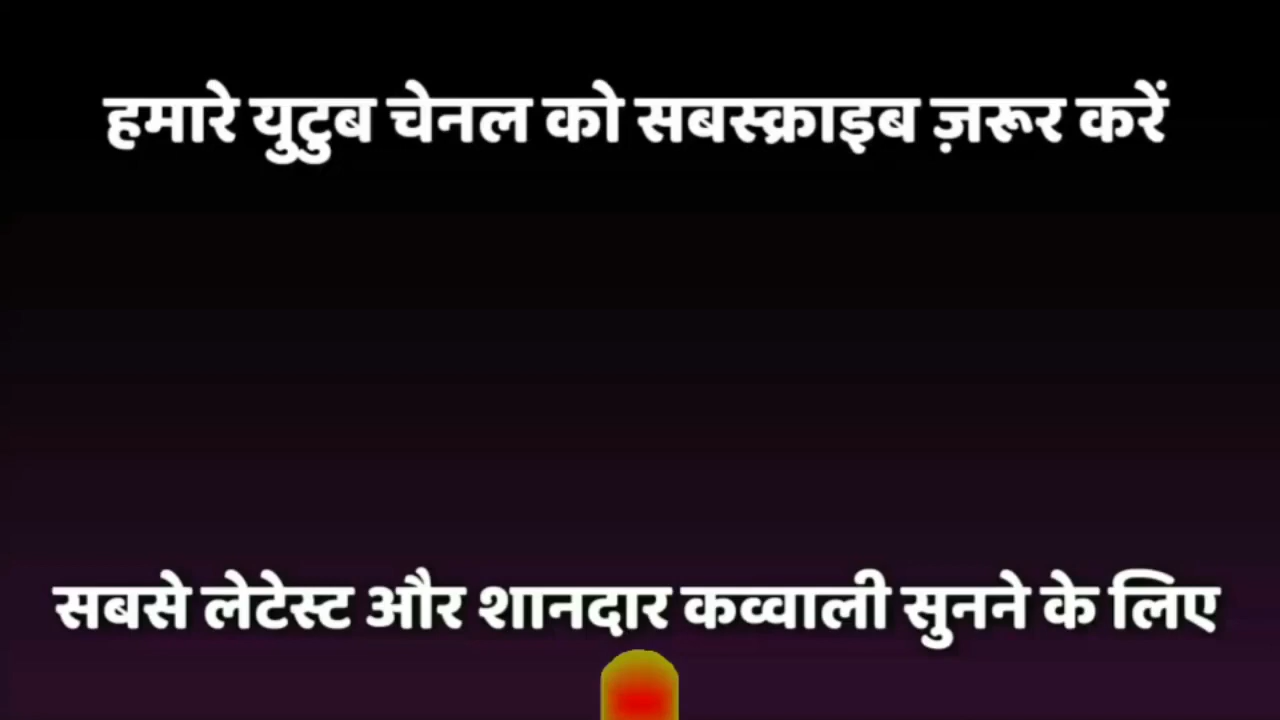 हमारे युटुब चेनल को सबस्क्राइब ज़रूर करें
सबसे लेटेस्ट और शानदार कव्वाली सुनने के लिए